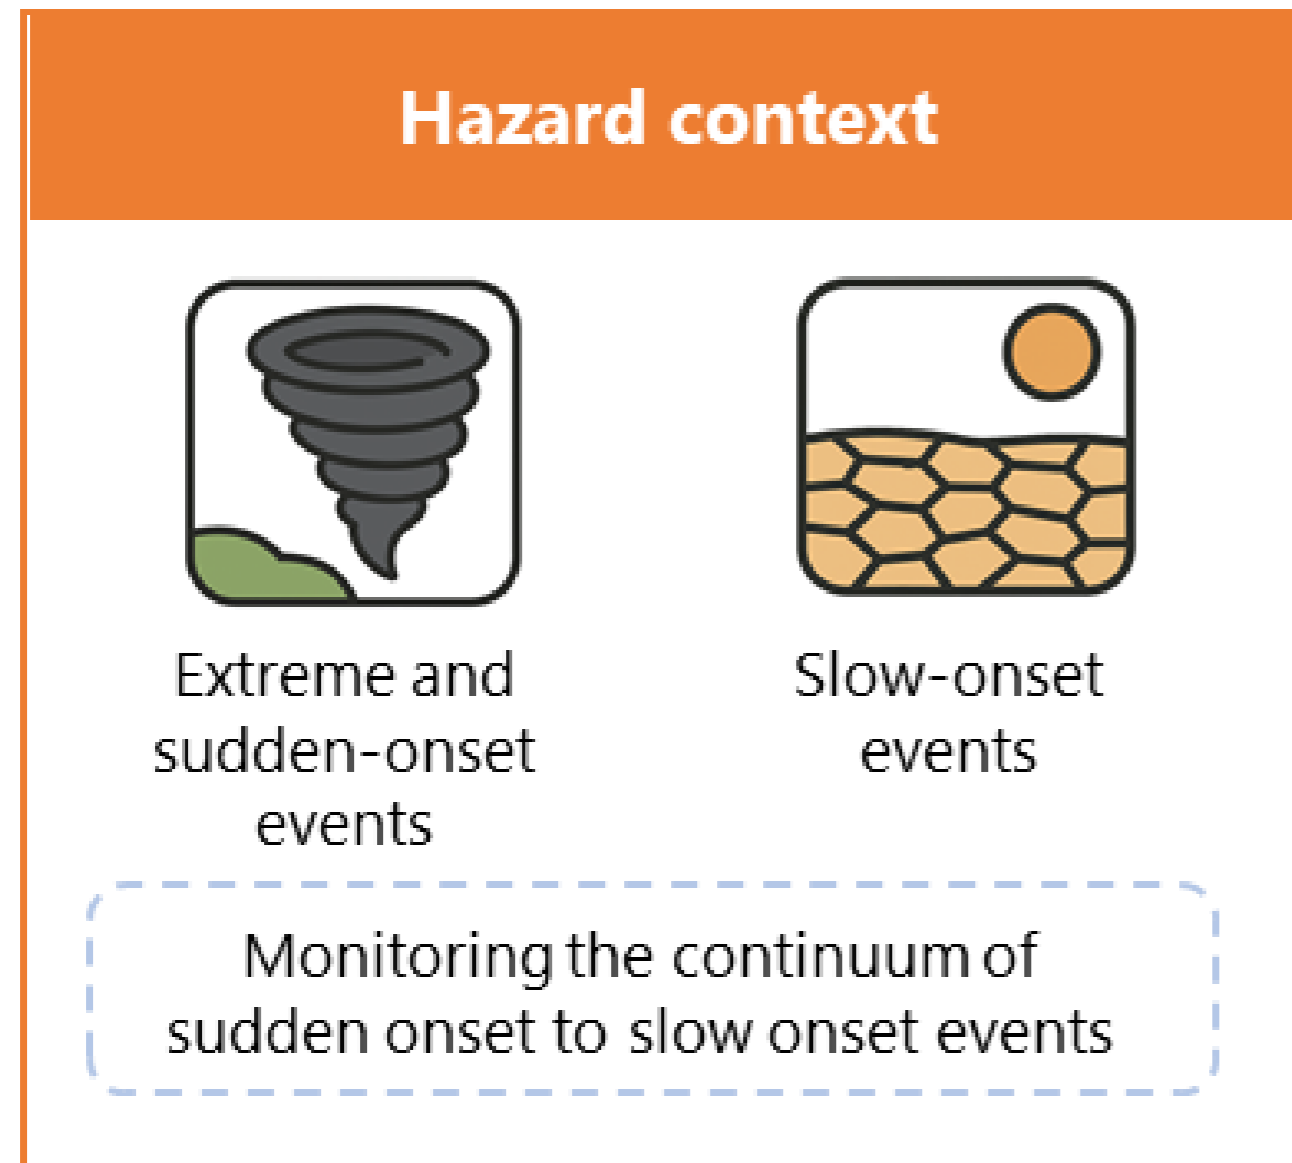 Hazard context
Extreme and
sudden-onset
events
Slow-onset
events
Monitoring the continuum of
sudden onset to slow onset events